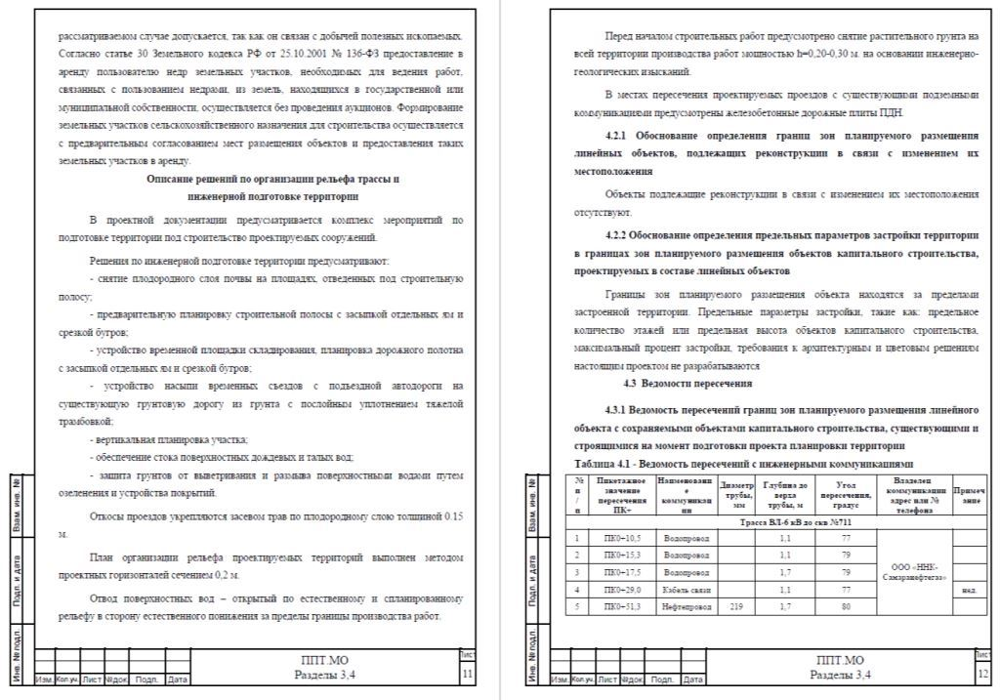 рассматриваемом случае допускается, так как он связан с добычей полезных ископаемых.
Согласно статье 30 Земельного кодекса РФ от 25.10.2001 № 136-ФЗ предоставление в
аренду пользователю недр земельных участков, необходимых для ведения работ,
связанных с пользованием недрами, из земель, находящихся в государственной или
муниципальной собственности, осуществляется без проведения аукционов. Формирование
земельных участков сельскохозяйственного назначения для строительства осуществляется
с предварительным согласованием мест размещения объектов и предоставления таких
земельных участков в аренду.
Описание решений по организации рельефа трассы и
инженерной подготовке территории
В проектной документации предусматривается комплекс мероприятий по
подготовке территории под строительство проектируемых сооружений.
Решения по инженерной подготовке территории предусматривают:
- снятие плодородного слоя почвы на площадях, отведенных под строительную
полосу;
- предварительную планировку строительной полосы с засыпкой отдельных ям и
срезкой бугров;
- устройство временной площадки складирования, планировка дорожного полотна
с засыпкой отдельных ям и срезкой бугров;
- устройство насыпи временных съездов с подъездной автодороги на
существующую грунтовую дорогу из грунта с послойным уплотнением тяжелой
трамбовкой;
- вертикальная планировка участка;
- обеспечение стока поверхностных дождевых и талых вод;
- защита грунтов от выветривания и размыва поверхностными водами путем
озеленения и устройства покрытий.
Откосы проездов укрепляются засевом трав по плодородному слою толщиной 0.15
м.
План организации рельефа проектируемых территорий выполнен методом
проектных горизонталей сечением 0,2 м.
Отвод поверхностных вод – открытый по естественному и спланированному
рельефу в сторону естественного понижения за пределы границы производства работ.
Взам. инв. №
Подп. и дата
Инв. № подл.
Изм. Кол.уч. Лист №док. Подп. Дата
ППТ.МО
Разделы 3,4
Лист
11
Перед началом строительных работ предусмотрено снятие растительного грунта на
всей территории производства работ мощностью h=0,20-0,30 м. на основании инженерно-
геологических изысканий.
В местах пересечения проектируемых проездов с существующими подземными
коммуникациями предусмотрены железобетонные дорожные плиты ПДН.
4.2.1 Обоснование определения границ зон планируемого размещения
линейных объектов, подлежащих реконструкции в связи с изменением их
местоположения
Объекты подлежащие реконструкции в связи с изменением их местоположения
отсутствуют.
4.2.2 Обоснование определения предельных параметров застройки территории
в границах зон планируемого размещения объектов капитального строительства,
проектируемых в составе линейных объектов
Границы зон планируемого размещения объекта находятся за пределами
застроенной территории. Предельные параметры застройки, такие как: предельное
количество этажей или предельная высота объектов капитального строительства,
максимальный процент застройки, требования к архитектурным и цветовым решениям
настоящим проектом не разрабатываются
4.3 Ведомости пересечения
4.3.1 Ведомость пересечений границ зон планируемого размещения линейного
объекта с сохраняемыми объектами капитального строительства, существующими и
строящимися на момент подготовки проекта планировки территории
Таблица 4.1 - Ведомость пересечений с инженерными коммуникациями
№ п / п Пикетажное значение пересечения ПК+ Наименование коммуникации Диаметр трубы, мм Глубина до верха трубы, м Угол пересечения, градус Владелец коммуникации адрес или № телефона Примечание
Трасса ВЛ-6 кВ до скв №711
1 ПК0+10,5 Водопровод 1,1 77
2 ПК0+15,3 Водопровод 1,1 79
3 ПК0+17,5 Водопровод 1,7 79
ООО «ННК-Самаранефтегаз»
4 ПК0+29,0 Кабель связи 1,1 77 нед.
5 ПК0+51,3 Нефтепровод 219 1,7 80
Взам. инв. №
Подп. и дата
Инв. № подл.
Изм. Кол.уч. Лист №док. Подп. Дата
ППТ.МО
Разделы 3,4
Лист
12